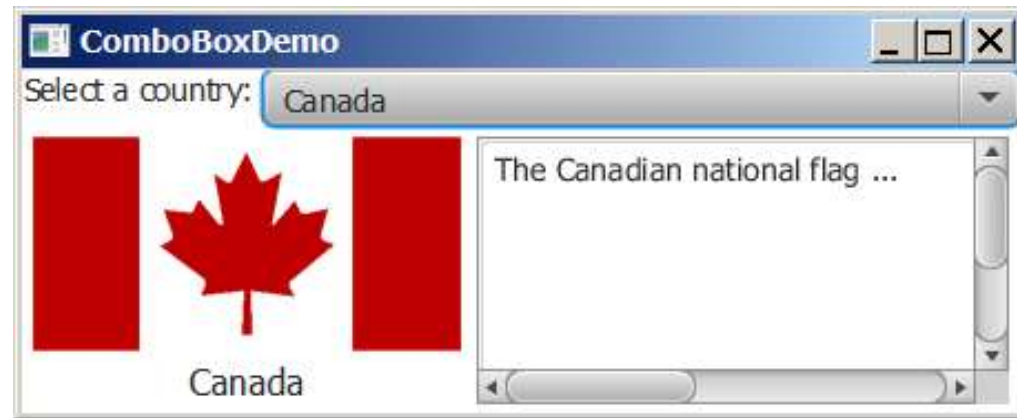 ComboBoxDemo
Select a country: Canada
The Canadian national flag ...
Canada